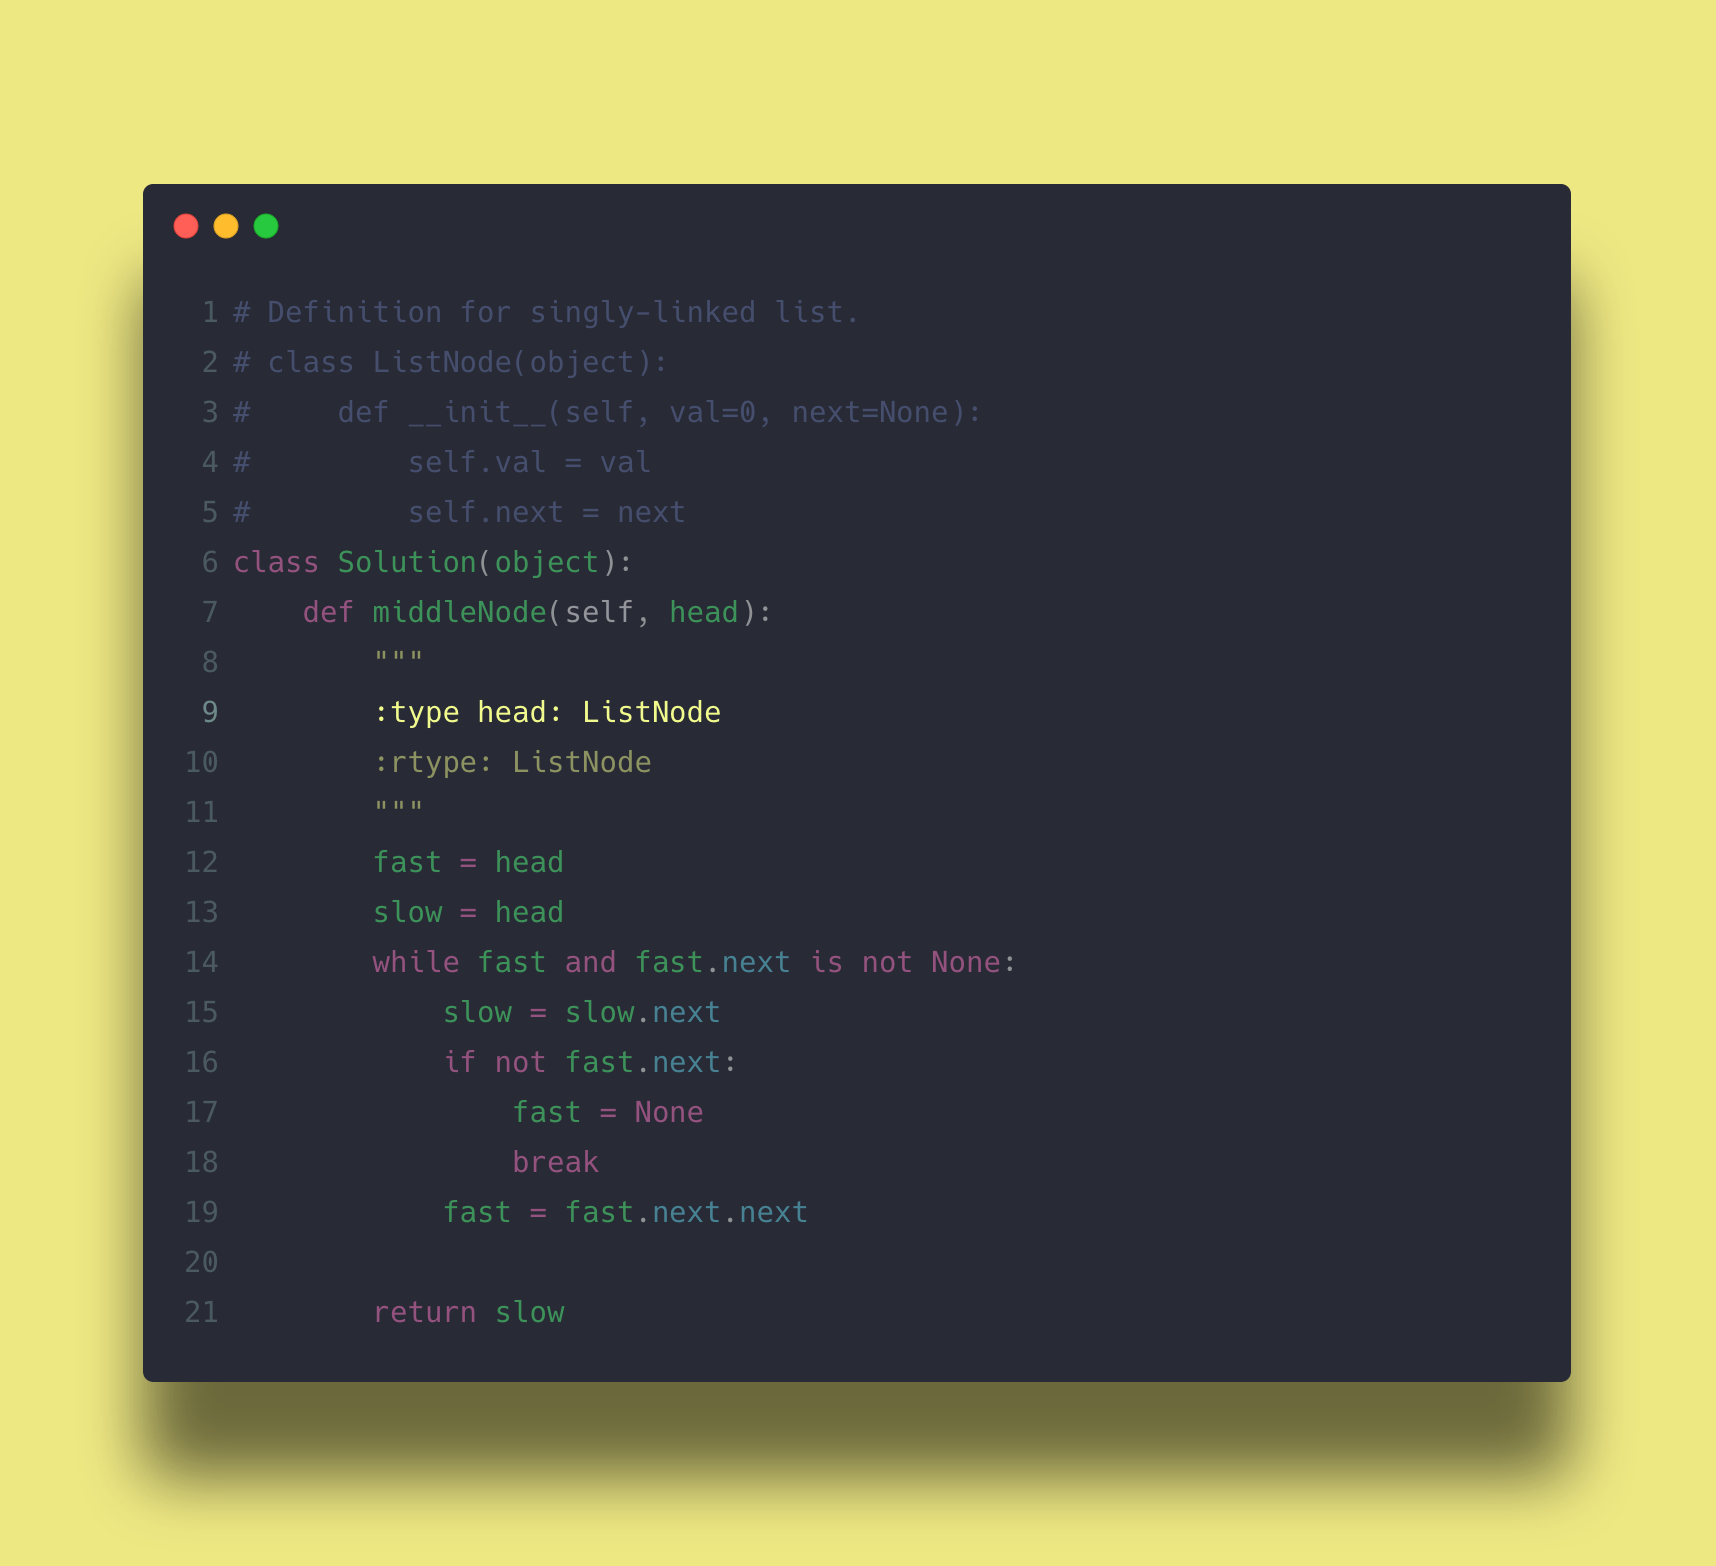 1 # Definition for singly-linked list.
2 # class ListNode(object):
3 #     def __init__(self, val=0, next=None):
4 #         self.val = val
5 #         self.next = next
6 class Solution(object):
7     def middleNode(self, head):
8         """
9         :type head: ListNode
10         :rtype: ListNode
11         """
12         fast = head
13         slow = head
14         while fast and fast.next is not None:
15             slow = slow.next
16             if not fast.next:
17                 fast = None
18                 break
19             fast = fast.next.next
20
21         return slow